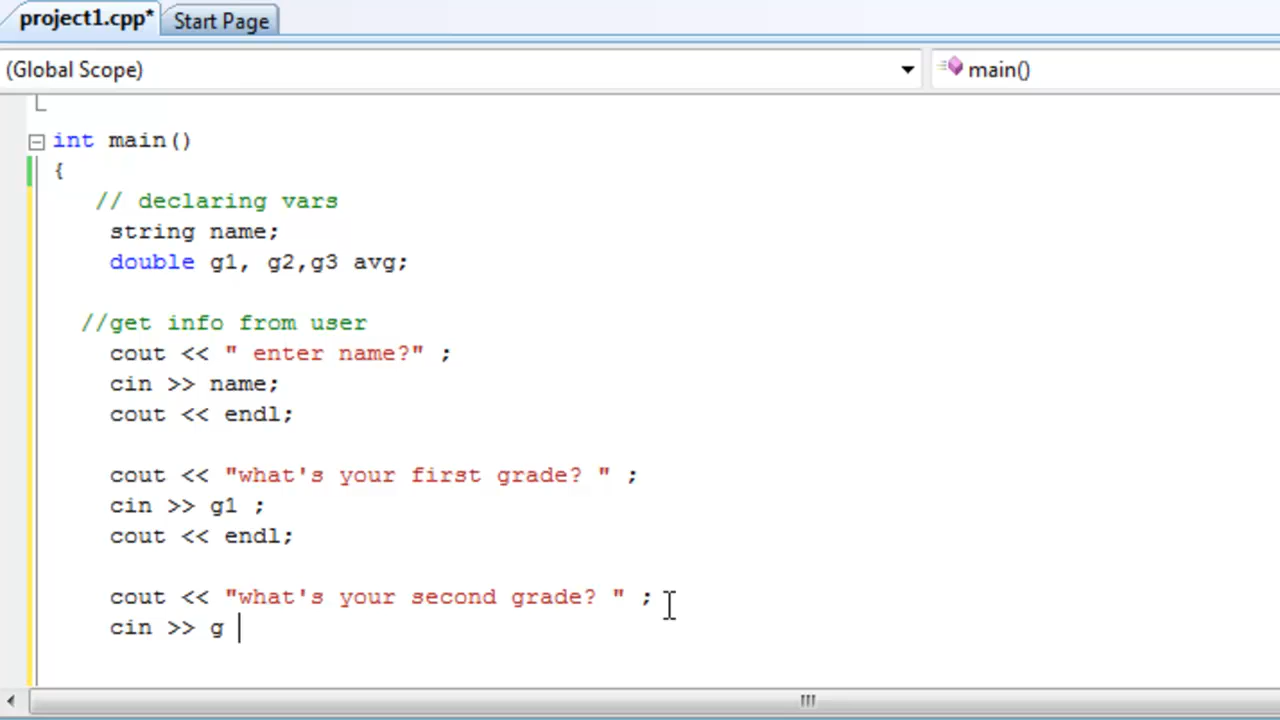 project1.cpp* Start Page
(Global Scope) main()
int main()
{
// declaring vars
string name;
double g1, g2,g3 avg;
//get info from user
cout << " enter name?" ;
cin >> name;
cout << endl;
cout << "what's your first grade? " ;
cin >> g1 ;
cout << endl;
cout << "what's your second grade? " ;
cin >> g